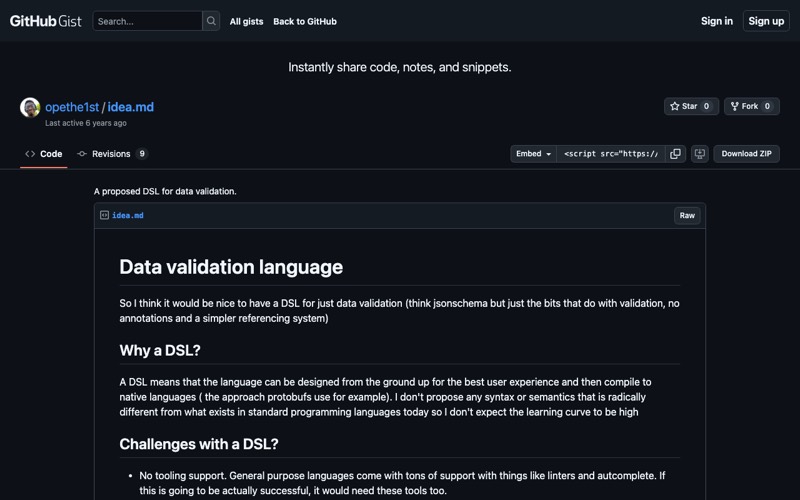 GitHub Gist Search... All gists Back to GitHub Sign in Sign up
Instantly share code, notes, and snippets.
opethe1st / idea.md Star 0 Fork 0
Last active 6 years ago
Code Revisions 9 Embed <script src="https:// Download ZIP
A proposed DSL for data validation.
idea.md Raw
Data validation language
So I think it would be nice to have a DSL for just data validation (think jsonschema but just the bits that do with validation, no
annotations and a simpler referencing system)
Why a DSL?
A DSL means that the language can be designed from the ground up for the best user experience and then compile to
native languages ( the approach protobufs use for example). I don't propose any syntax or semantics that is radically
different from what exists in standard programming languages today so I don't expect the learning curve to be high
Challenges with a DSL?
• No tooling support. General purpose languages come with tons of support with things like linters and autcomplete. If
this is going to be actually successful, it would need these tools too.